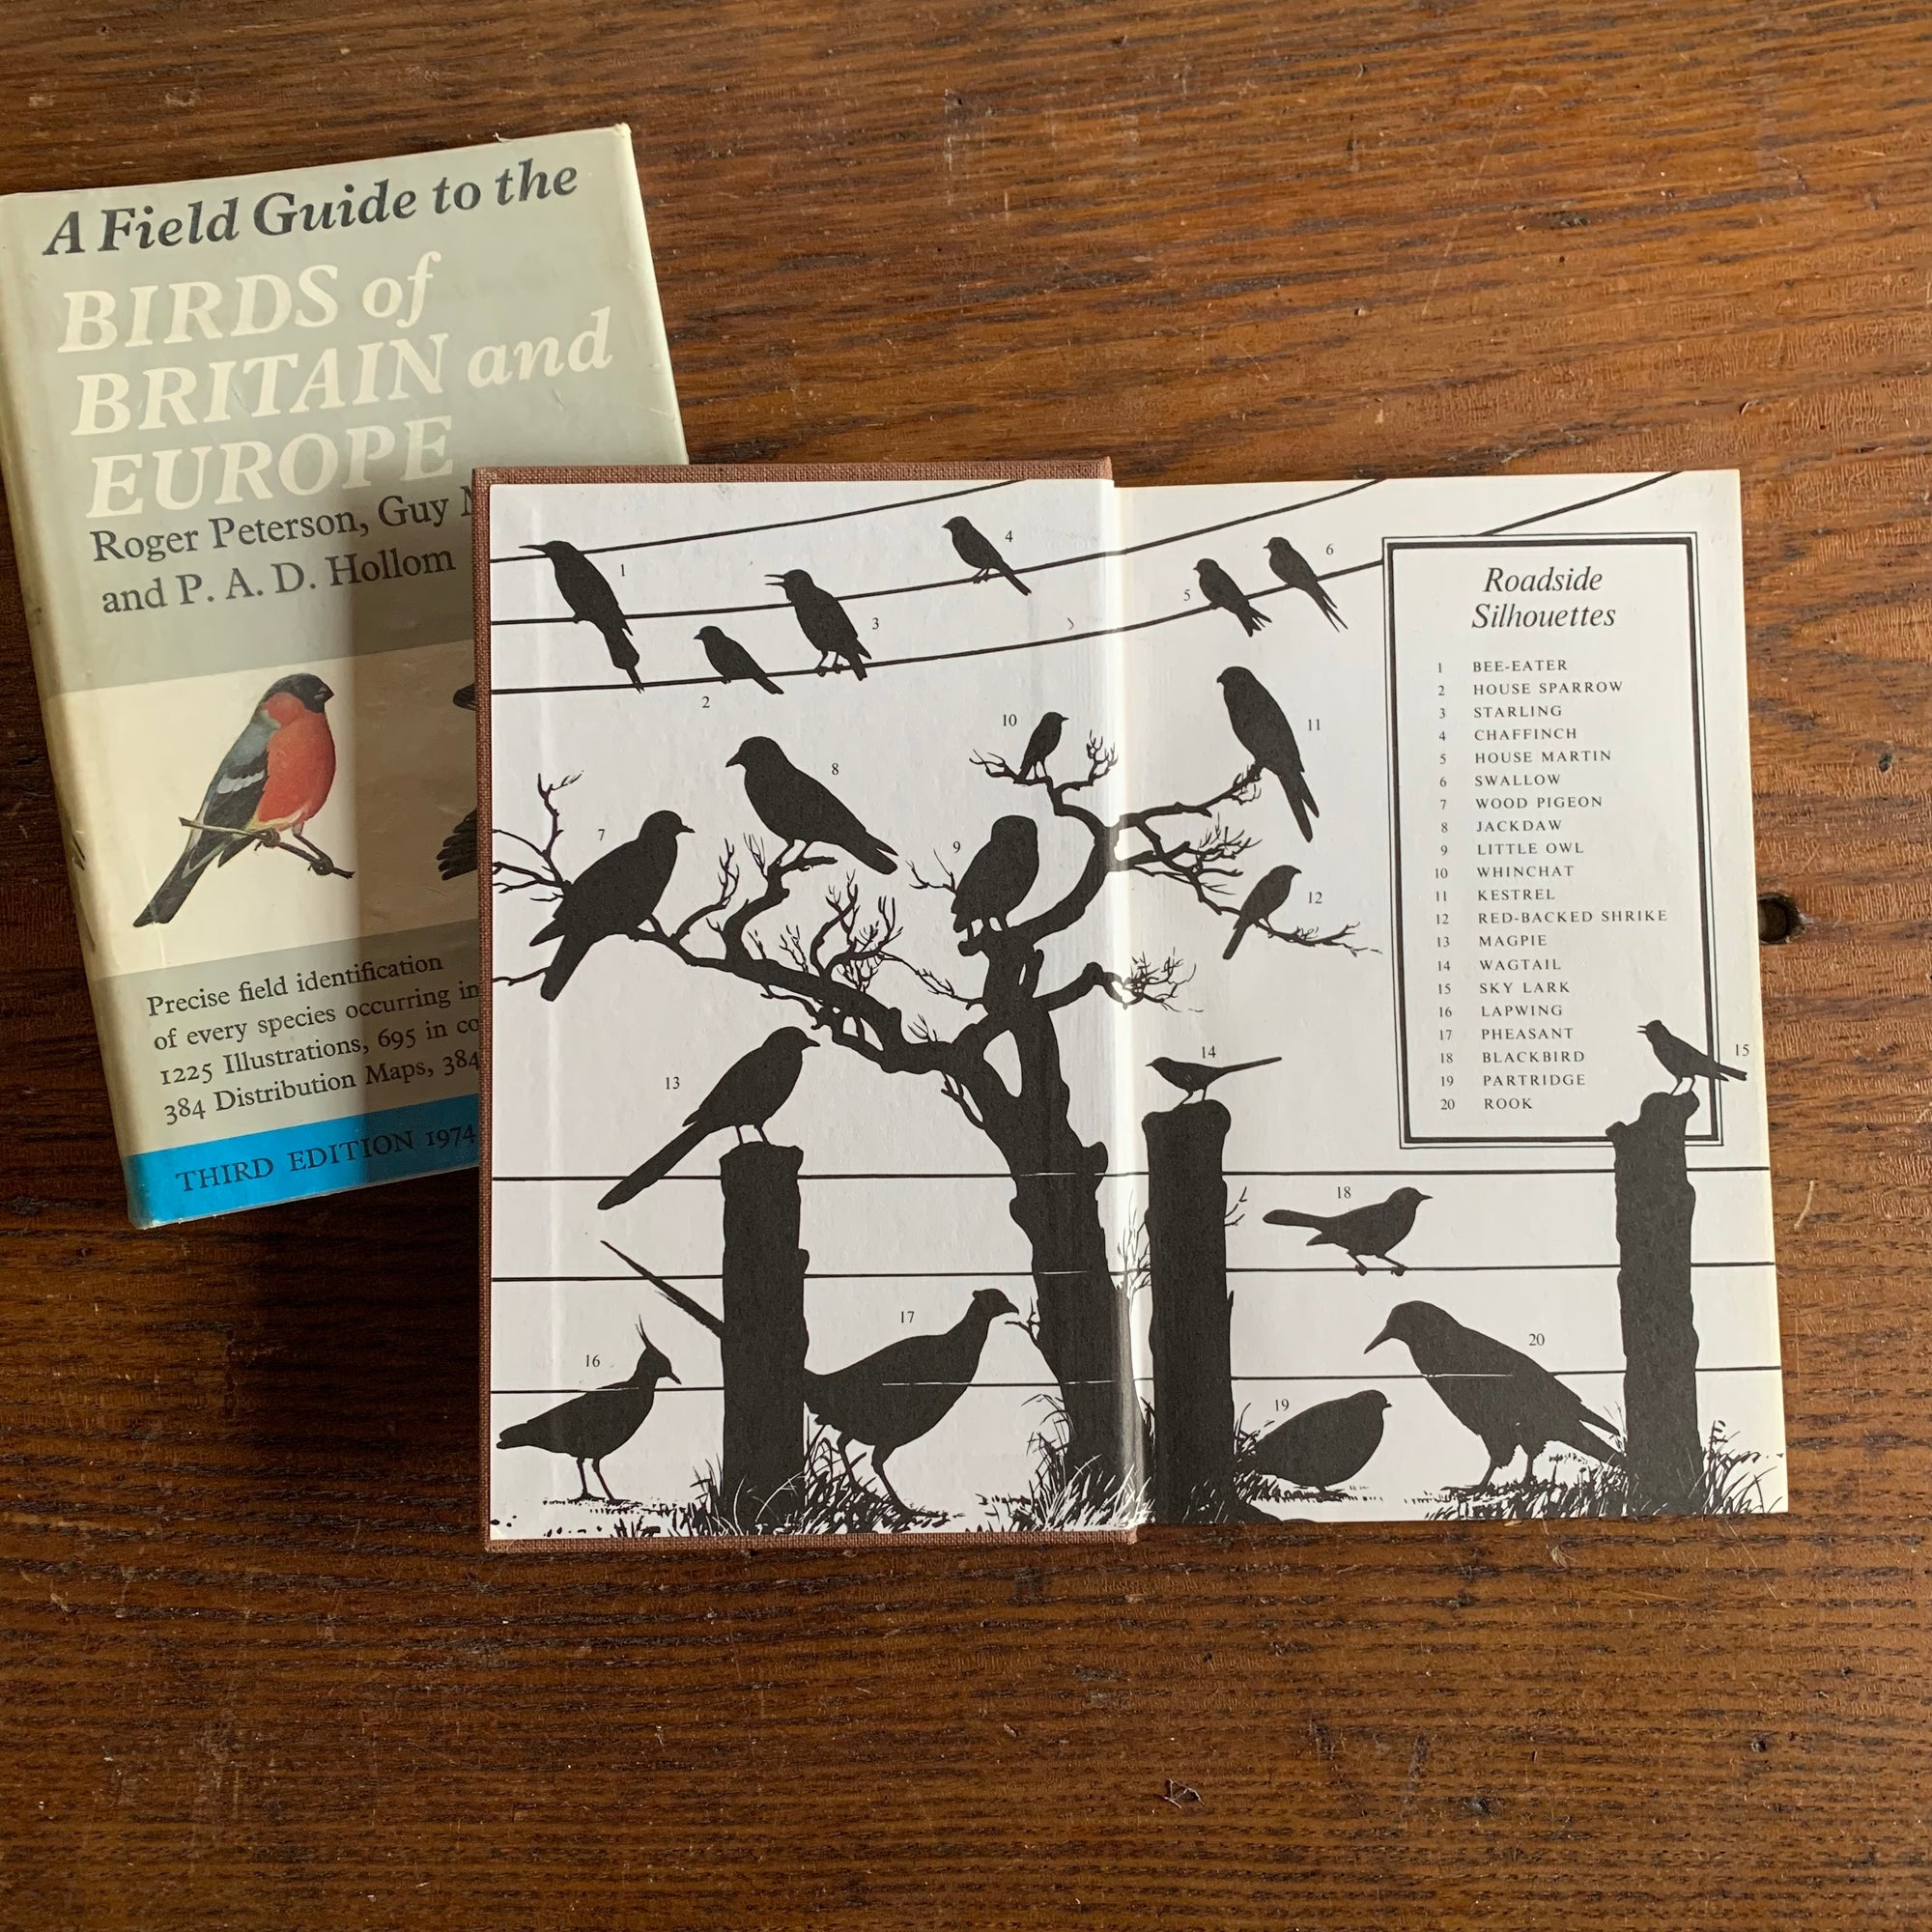 A Field Guide to the
BIRDS of
BRITAIN and
EUROPE
Roger Peterson, Guy
and P. A. D. Hollom
Precise field identification
of every species occurring in
1225 Illustrations, 695 in
384 Distribution Maps, 384
THIRD EDITION 1974
1
2
3
4
5
6
7
8
9
10
11
12
13
14
15
16
17
18
19
20
Roadside
Silhouettes
1 BEE-EATER
2 HOUSE SPARROW
3 STARLING
4 CHAFFINCH
5 HOUSE MARTIN
6 SWALLOW
7 WOOD PIGEON
8 JACKDAW
9 LITTLE OWL
10 WHINCHAT
11 KESTREL
12 RED-BACKED SHRIKE
13 MAGPIE
14 WAGTAIL
15 SKY LARK
16 LAPWING
17 PHEASANT
18 BLACKBIRD
19 PARTRIDGE
20 ROOK